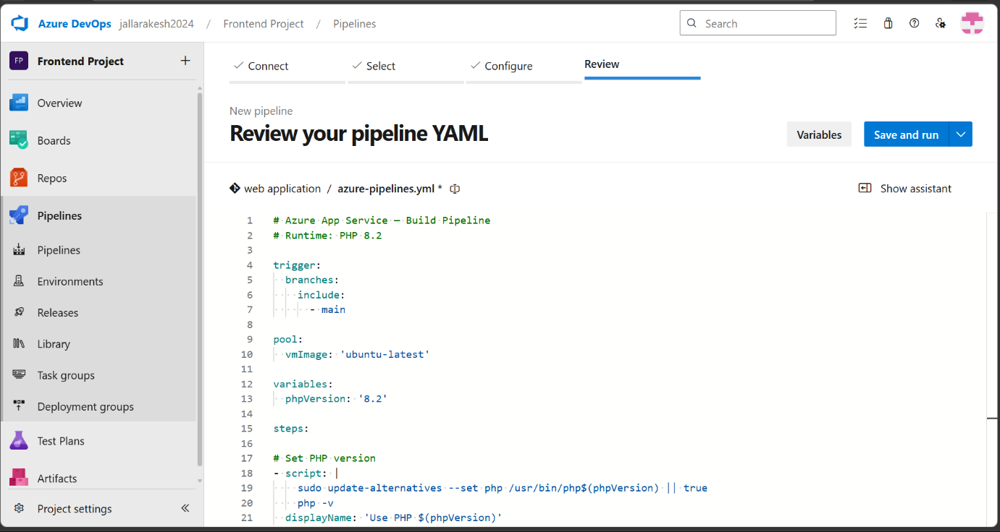 Azure DevOps jallarakesh2024 / Frontend Project / Pipelines
Search
FP Frontend Project +
Overview
Boards
Repos
Pipelines
Pipelines
Environments
Releases
Library
Task groups
Deployment groups
Test Plans
Artifacts
Project settings
Connect
Select
Configure
Review
New pipeline
Review your pipeline YAML
Variables
Save and run
web application / azure-pipelines.yml *
Show assistant
1 # Azure App Service — Build Pipeline
2 # Runtime: PHP 8.2
3
4 trigger:
5 branches:
6 include:
7 - main
8
9 pool:
10 vmImage: 'ubuntu-latest'
11
12 variables:
13 phpVersion: '8.2'
14
15 steps:
16
17 # Set PHP version
18 - script: |
19 sudo update-alternatives --set php /usr/bin/php$(phpVersion) || true
20 php -v
21 displayName: 'Use PHP $(phpVersion)'